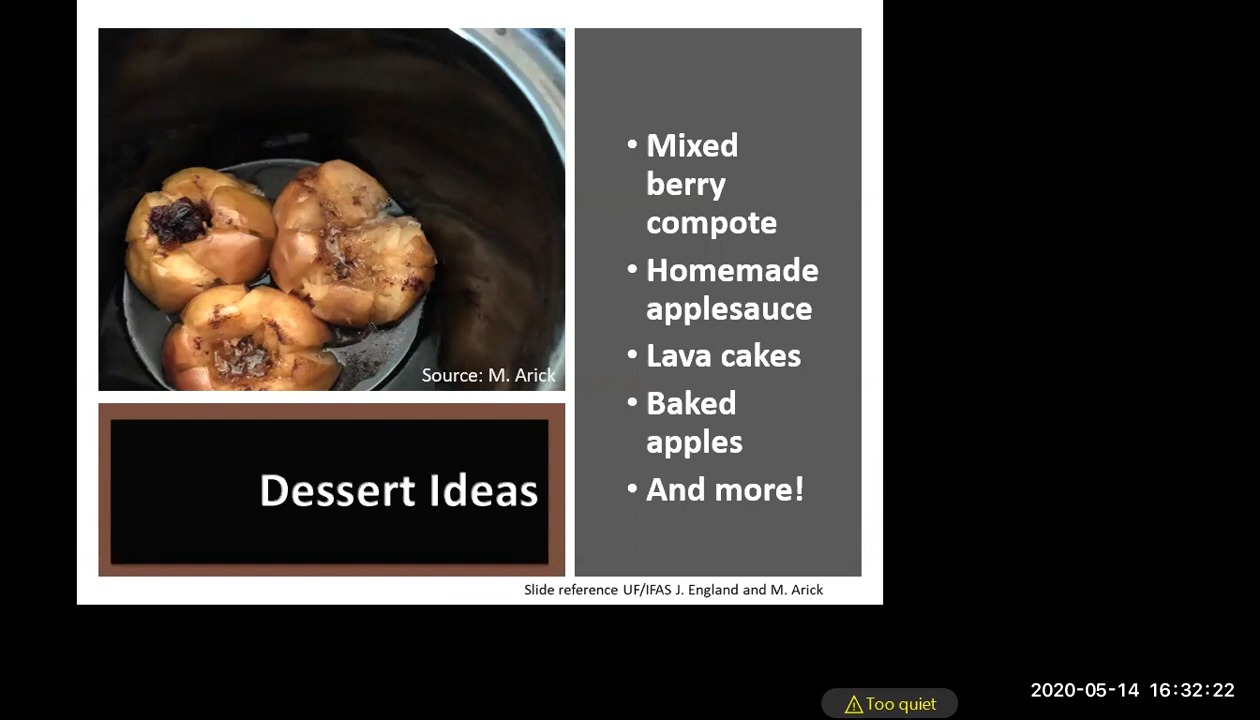 Source: M. Arick
Dessert Ideas
• Mixed
berry
compote
• Homemade
applesauce
• Lava cakes
• Baked
apples
• And more!
Slide reference UF/IFAS J. England and M. Arick
Too quiet
2020-05-14 16:32:22